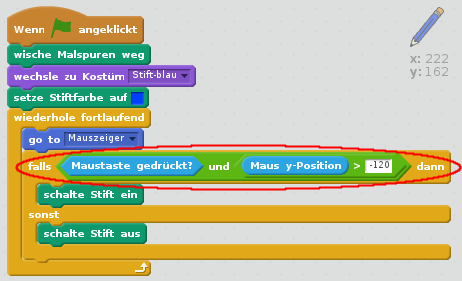 Wenn angeklickt
wische Malspuren weg
wechsle zu Kostüm Stift-blau
setze Stiftfarbe auf
wiederhole fortlaufend
go to Mauszeiger
falls Maustaste gedrückt? und Maus y-Position > -120 dann
schalte Stift ein
sonst
schalte Stift aus
x: 222
y: 162